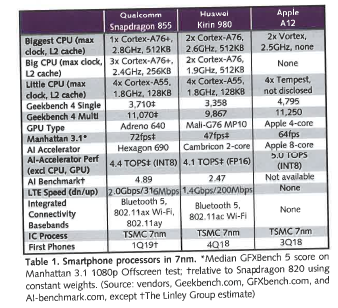 Qualcomm Huawei Apple
Snapdragon 855 Kirin 980 A12
Biggest CPU (max 1x Cortex-A76+, 2x Cortex-A76, 2x Vortex,
clock, L2 cache) 2.8GHz, 512KB 2.6GHz, 512KB 2.5GHz, none
Big CPU (max clock, 3x Cortex-A76+, 2x Cortex-A76, None
L2 cache) 2.4GHz, 256KB 1.9GHz, 512KB
Little CPU (max 4x Cortex-A55, 4x Cortex-A55, 4x Tempest,
clock, L2 cache) 1.8GHz, 128KB 1.8GHz, 128KB not disclosed
Geekbench 4 Single 3,710‡ 3,358 4,795
Geekbench 4 Multi 11,070‡ 9,867 11,250
GPU Type Adreno 640 Mali-G76 MP10 Apple 4-core
Manhattan 3.1* 72fps‡ 47fps‡ 64fps
AI Accelerator Hexagon 690 Cambricon 2-core Apple 8-core
AI-Accelerator Perf 4.4 TOPS‡ (INT8) 4.1 TOPS‡ (FP16) 5.0 TOPS
(excl CPU, GPU) (INT8)
AI Benchmark† 4.89 2.47 Not available
LTE Speed (dn/up) 2.0Gbps/316Mbps 1.4Gbps/200Mbps None
Integrated Bluetooth 5, Bluetooth 5,
Connectivity 802.11ax Wi-Fi, 802.11ac Wi-Fi None
Basebands 802.11ay
IC Process TSMC 7nm TSMC 7nm TSMC 7nm
First Phones 1Q19† 4Q18 3Q18
Table 1. Smartphone processors in 7nm. *Median GFXBench 5 score on
Manhattan 3.1 1080p Offscreen test; †relative to Snapdragon 820 using
constant weights. (Source: vendors, Geekbench.com, GFXbench.com, and
AI-benchmark.com, except ‡The Linley Group estimate)